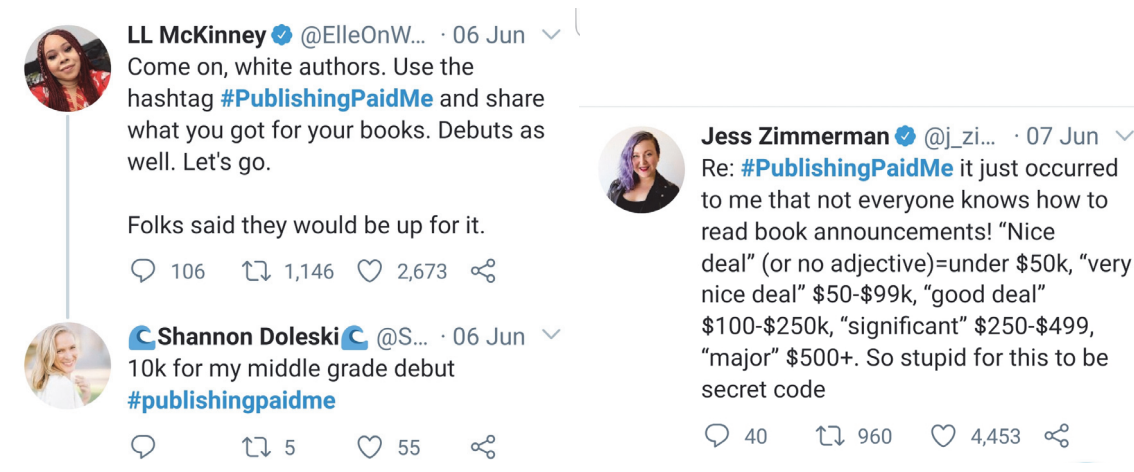 LL McKinney @ElleOnW... · 06 Jun
Come on, white authors. Use the
hashtag #PublishingPaidMe and share
what you got for your books. Debuts as
well. Let's go.
Folks said they would be up for it.
106 1,146 2,673
🌊Shannon Doleski🌊 @S... · 06 Jun
10k for my middle grade debut
#publishingpaidme
5 55
Jess Zimmerman @j_zi... · 07 Jun
Re: #PublishingPaidMe it just occurred
to me that not everyone knows how to
read book announcements! “Nice
deal” (or no adjective)=under $50k, “very
nice deal” $50-$99k, “good deal”
$100-$250k, “significant” $250-$499,
“major” $500+. So stupid for this to be
secret code
40 960 4,453